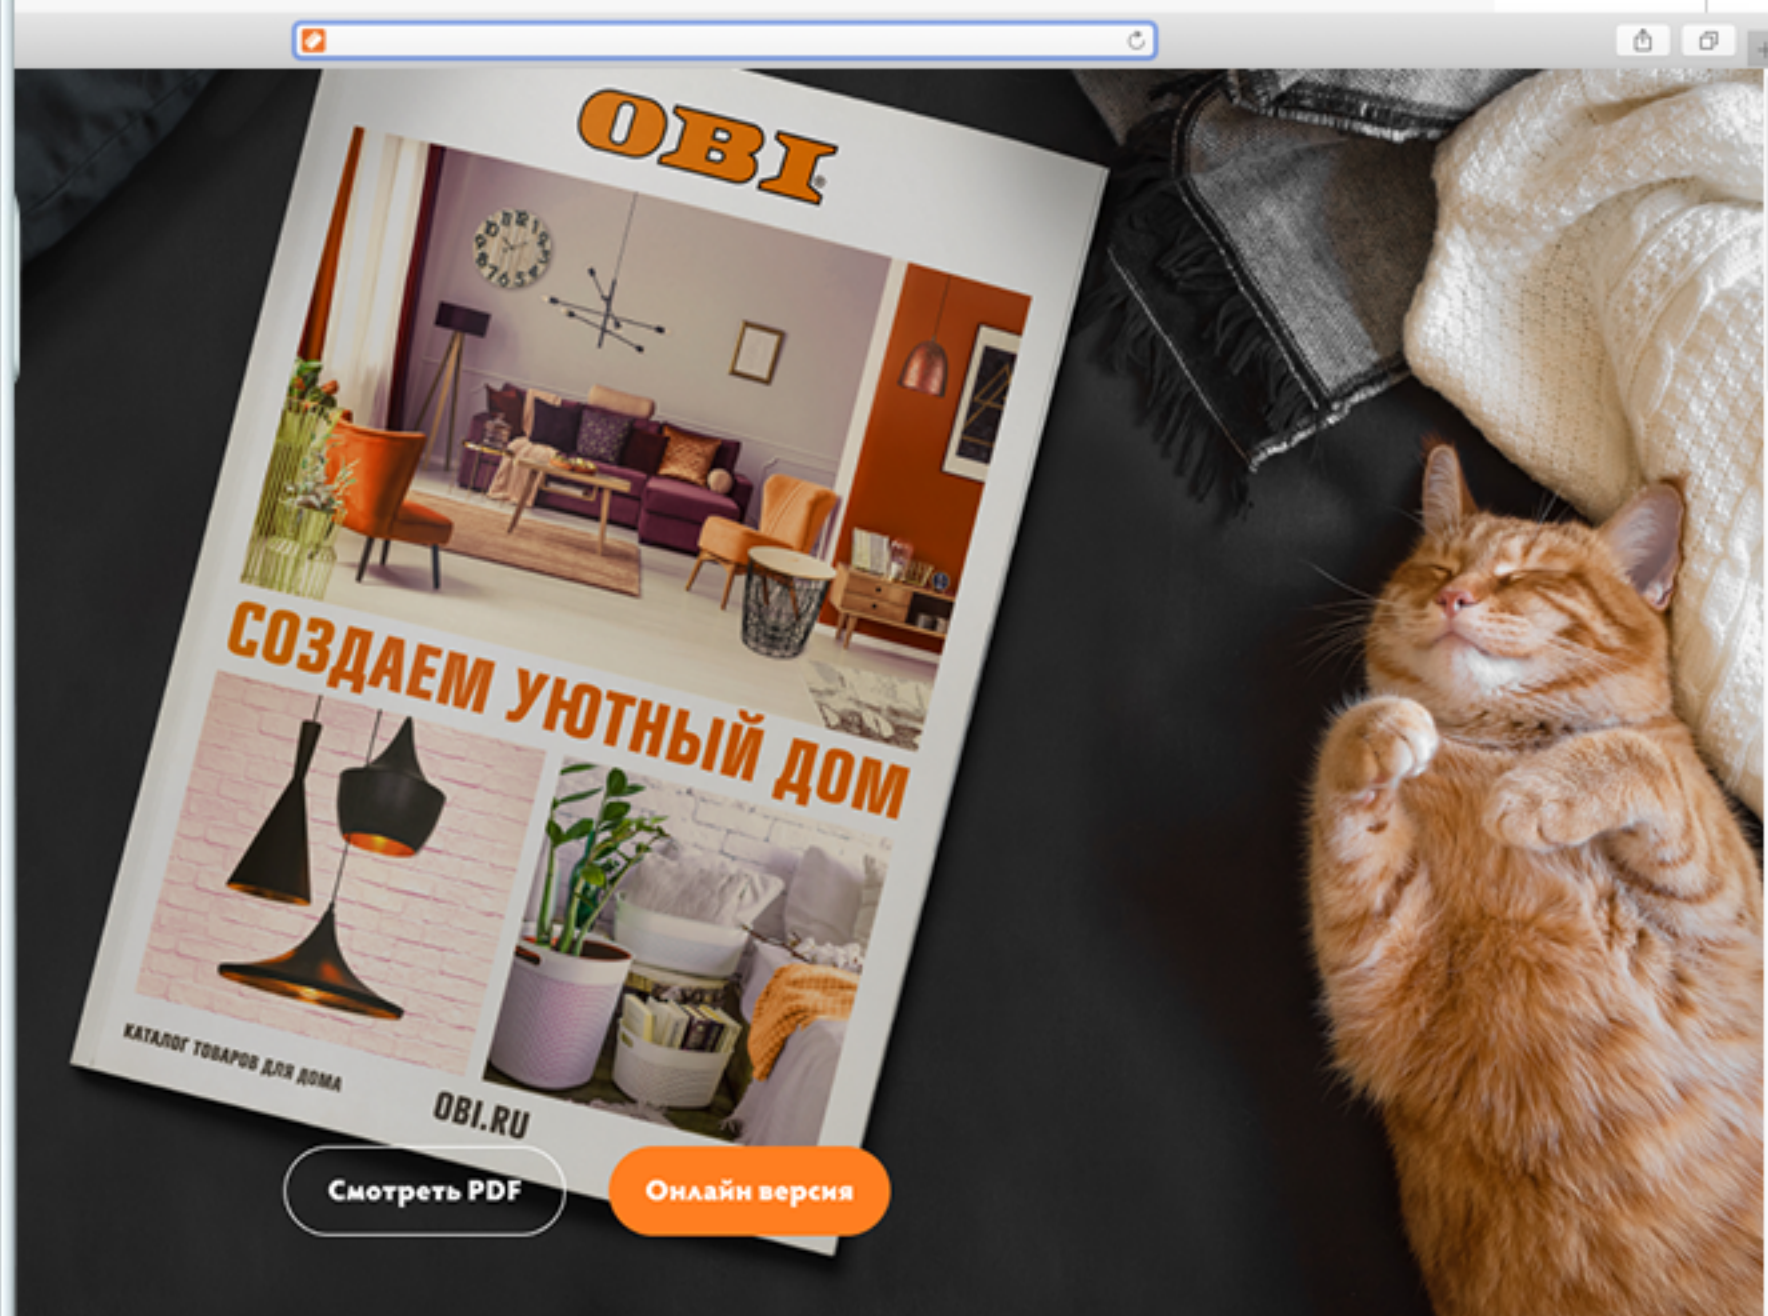 OBI
СОЗДАЕМ УЮТНЫЙ ДОМ
КАТАЛОГ ТОВАРОВ ДЛЯ ДОМА
OBI.RU
Смотреть PDF
Онлайн версия